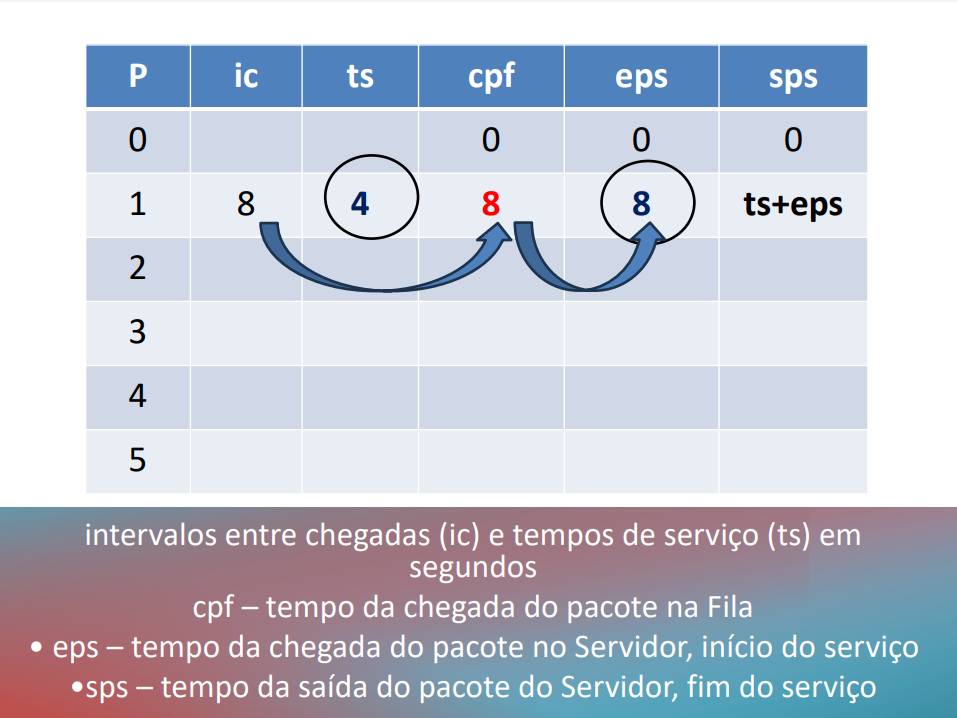 P ic ts cpf eps sps
0 0 0 0
1 8 4 8 8 ts+eps
2
3
4
5
intervalos entre chegadas (ic) e tempos de serviço (ts) em
segundos
cpf – tempo da chegada do pacote na Fila
• eps – tempo da chegada do pacote no Servidor, início do serviço
•sps – tempo da saída do pacote do Servidor, fim do serviço